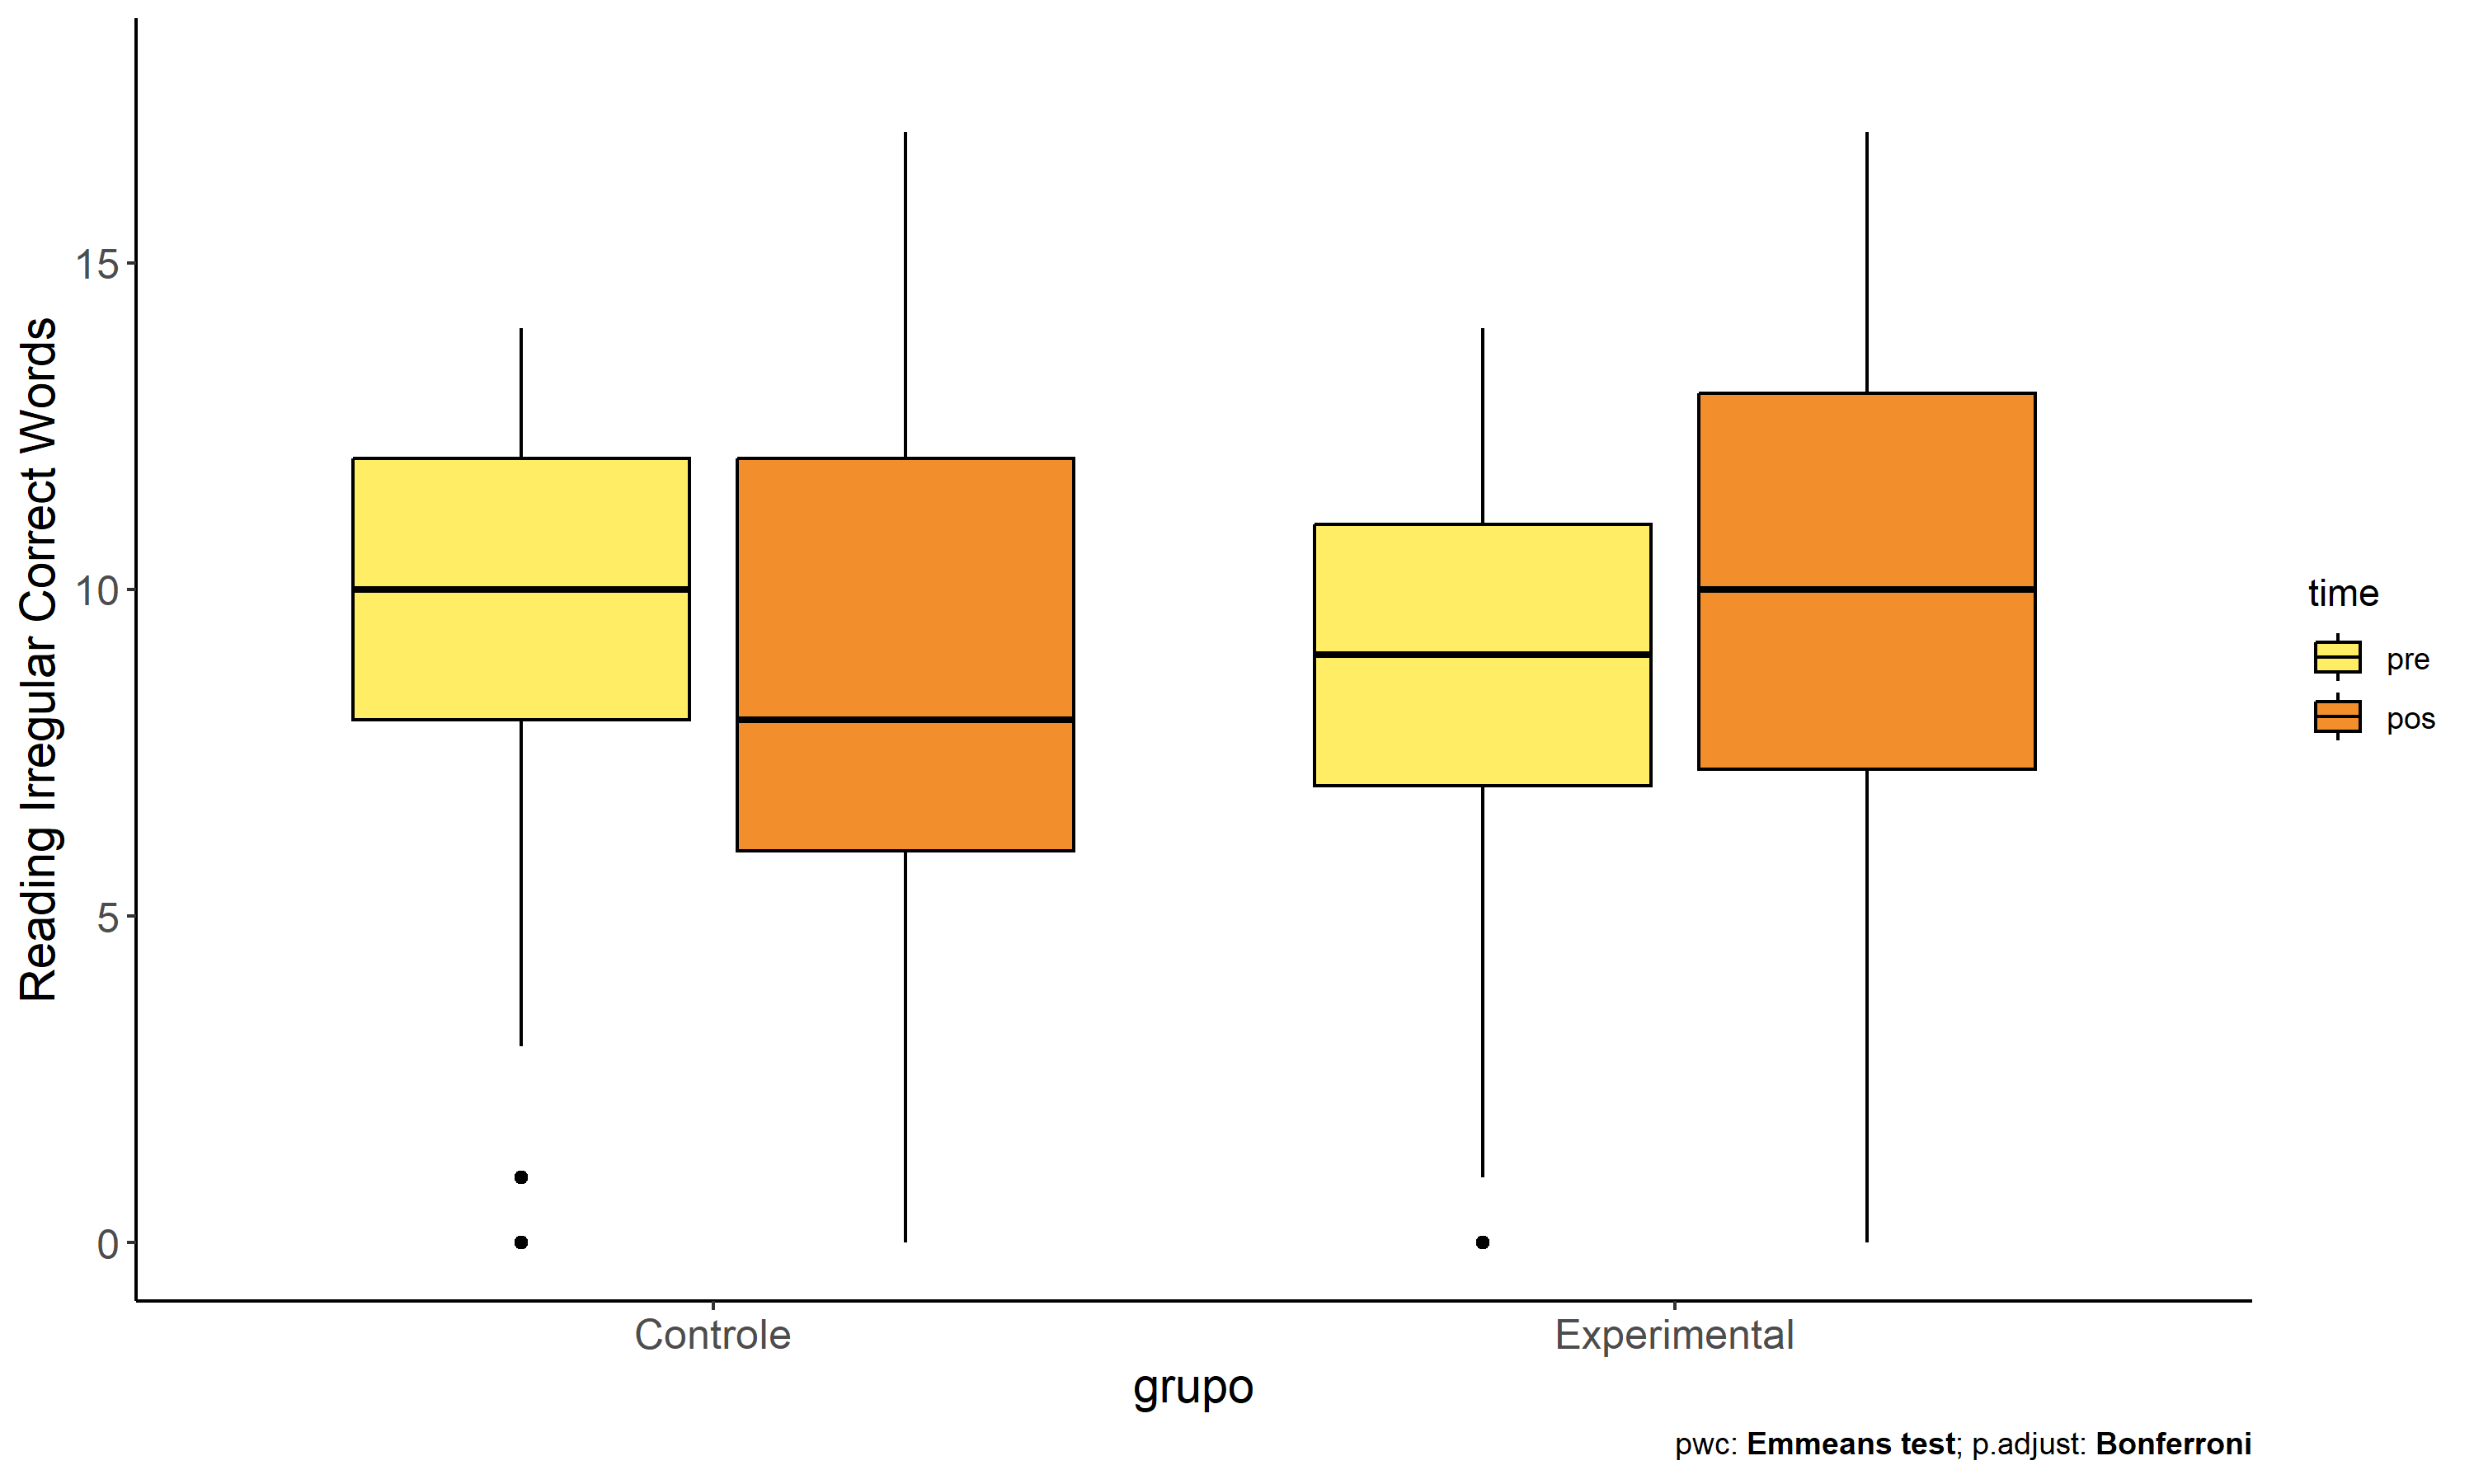 Reading Irregular Correct Words
15
10
5
0
Controle
Experimental
grupo
time
pre
pos
pwc: Emmeans test; p.adjust: Bonferroni